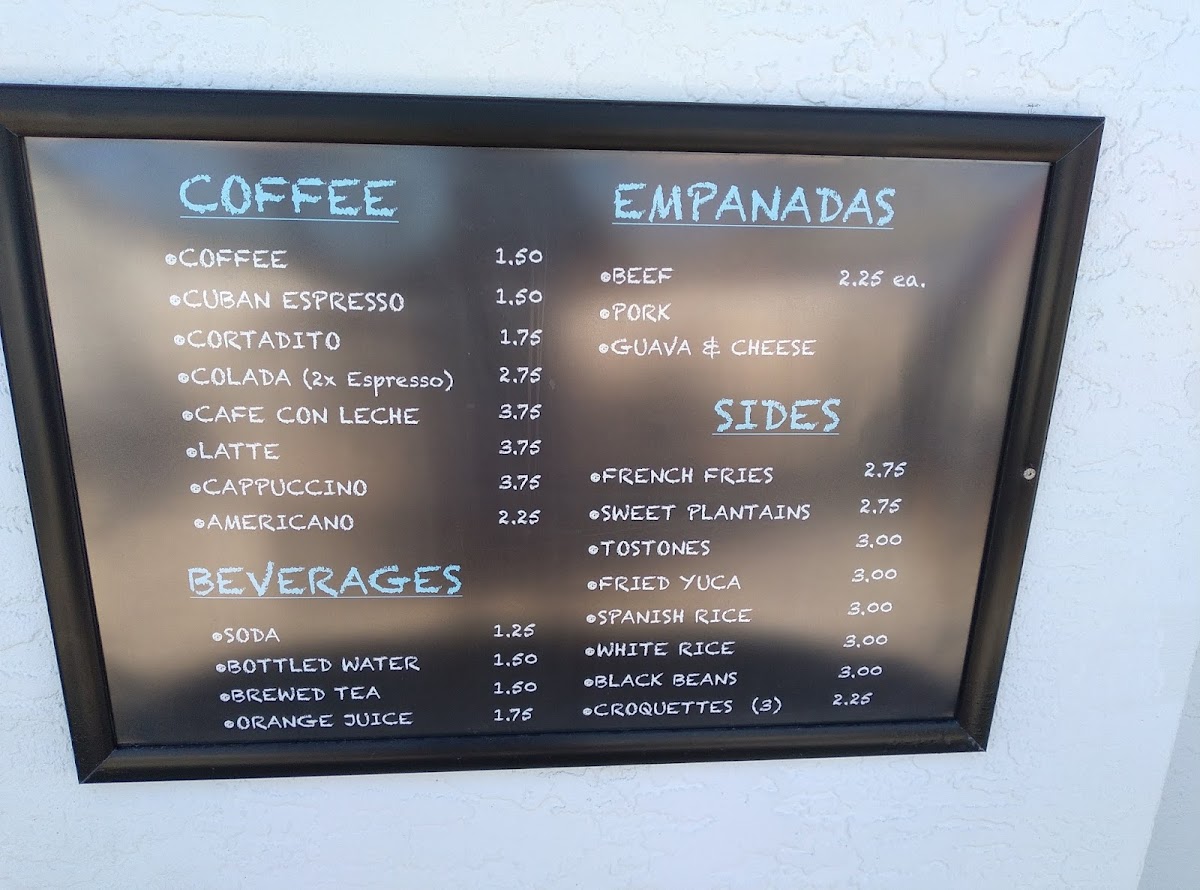 COFFEE
•COFFEE 1.50
•CUBAN ESPRESSO 1.50
•CORTADITO 1.75
•COLADA (2x Espresso) 2.75
•CAFE CON LECHE 3.75
•LATTE 3.75
•CAPPUCCINO 3.75
•AMERICANO 2.25
BEVERAGES
•SODA 1.25
•BOTTLED WATER 1.50
•BREWED TEA 1.50
•ORANGE JUICE 1.75
EMPANADAS
•BEEF 2.25 ea.
•PORK
•GUAVA & CHEESE
SIDES
•FRENCH FRIES 2.75
•SWEET PLANTAINS 2.75
•TOSTONES 3.00
•FRIED YUCA 3.00
•SPANISH RICE 3.00
•WHITE RICE 3.00
•BLACK BEANS 3.00
•CROQUETTES (3) 2.25